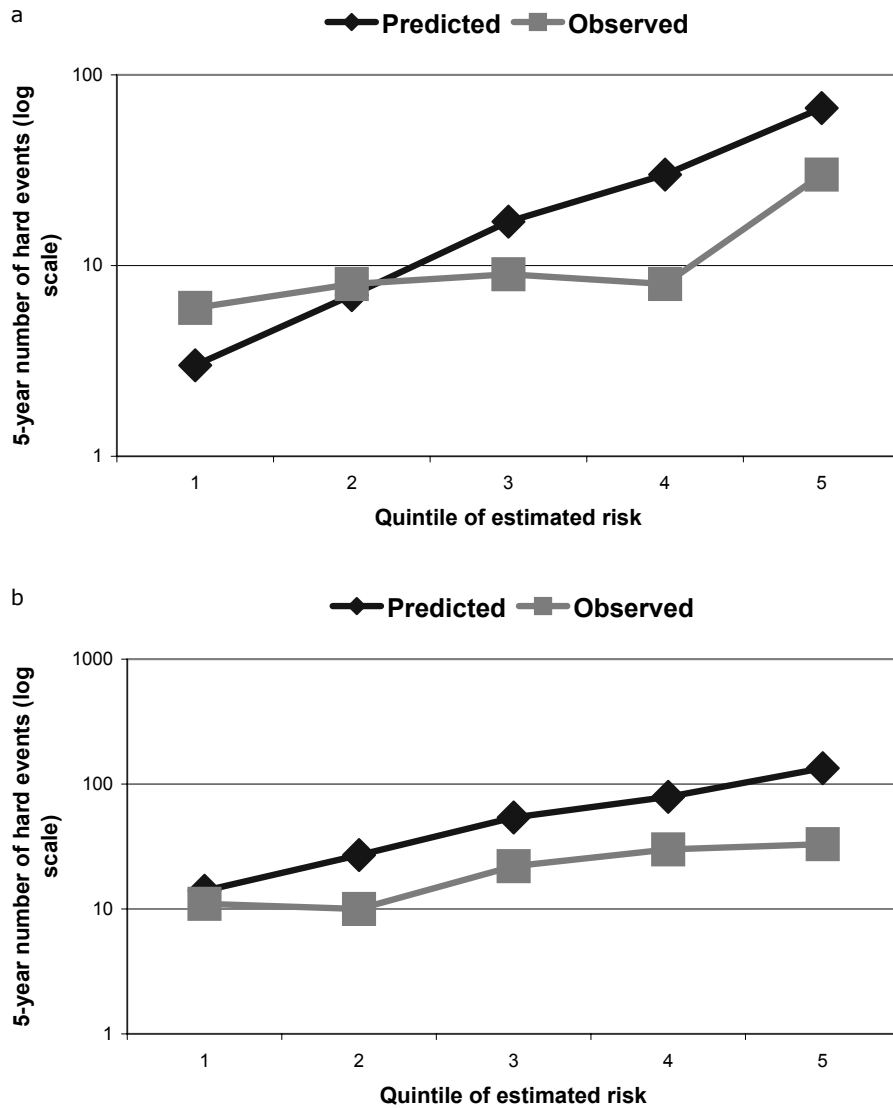 a
Predicted Observed
5-year number of hard events (log
scale)
100
10
1
1 2 3 4 5
Quintile of estimated risk
b
Predicted Observed
5-year number of hard events (log
scale)
1000
100
10
1
1 2 3 4 5
Quintile of estimated risk